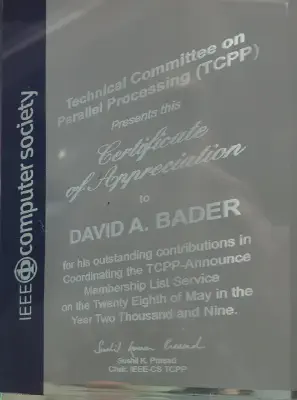 IEEE computer society
Technical Committee on
Parallel Processing (TCPP)
Presents this
Certificate
of Appreciation
to
DAVID A. BADER
for his outstanding contributions in
Coordinating the TCPP-Announce
Membership List Service
on the Twenty Eighth of May in the
Year Two Thousand and Nine.
Sushil K. Prasad
Chair, IEEE-CS TCPP